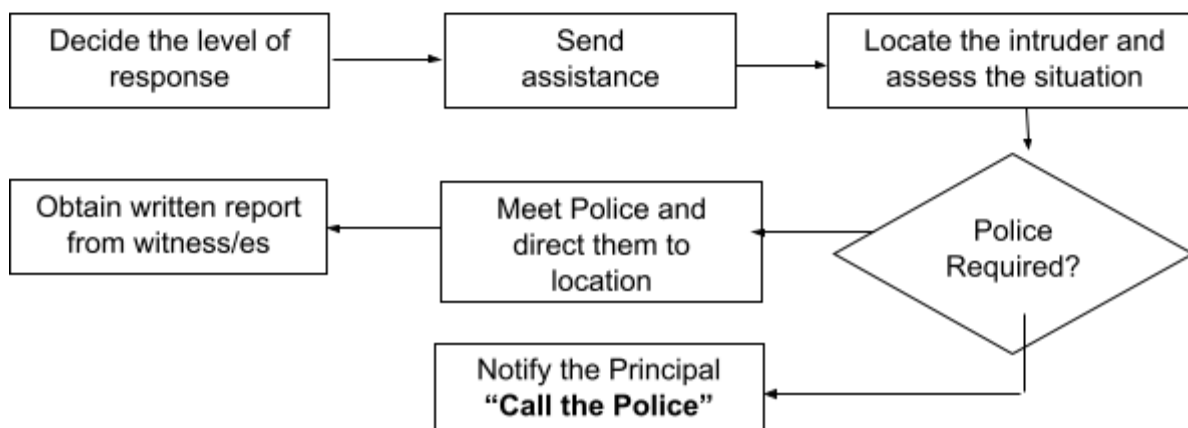 Decide the level of
response
Send
assistance
Locate the intruder and
assess the situation
Police
Required?
Meet Police and
direct them to
location
Obtain written report
from witness/es
Notify the Principal
“Call the Police”